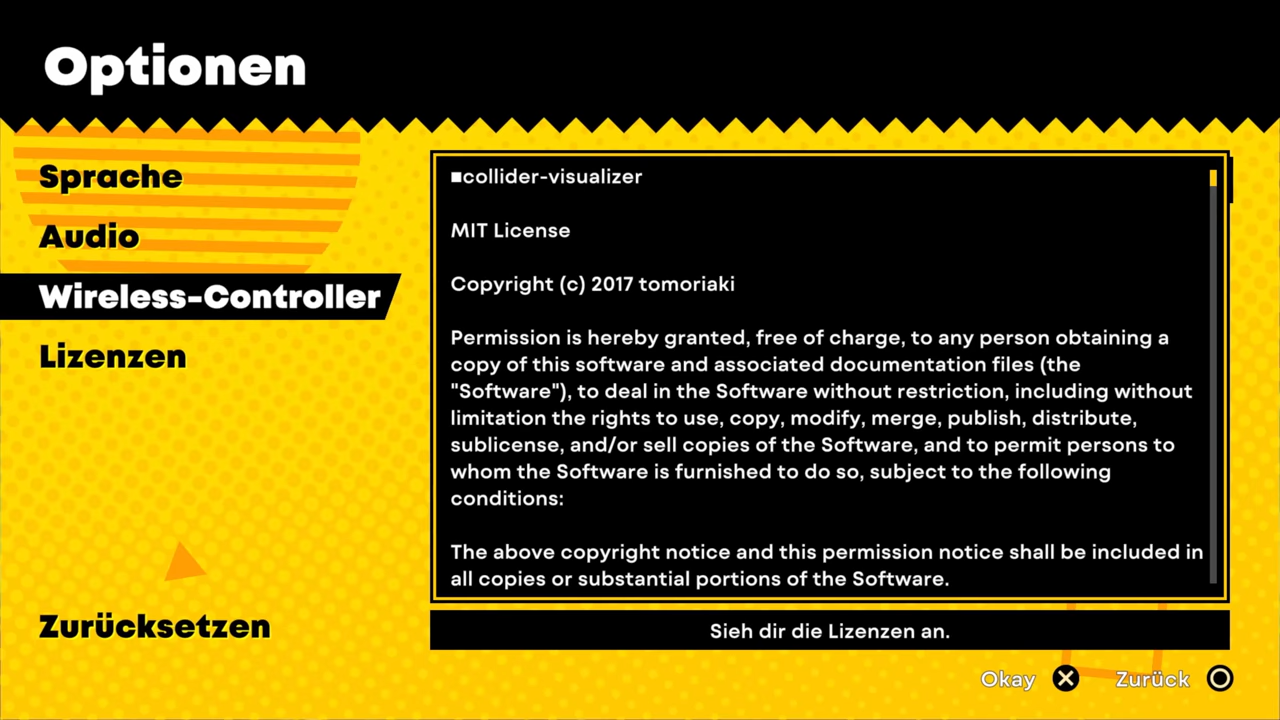 Optionen
Sprache
Audio
Wireless-Controller
Lizenzen
Zurücksetzen
■collider-visualizer
MIT License
Copyright (c) 2017 tomoriaki
Permission is hereby granted, free of charge, to any person obtaining a
copy of this software and associated documentation files (the
"Software"), to deal in the Software without restriction, including without
limitation the rights to use, copy, modify, merge, publish, distribute,
sublicense, and/or sell copies of the Software, and to permit persons to
whom the Software is furnished to do so, subject to the following
conditions:
The above copyright notice and this permission notice shall be included in
all copies or substantial portions of the Software.
Sieh dir die Lizenzen an.
Okay
Zurück